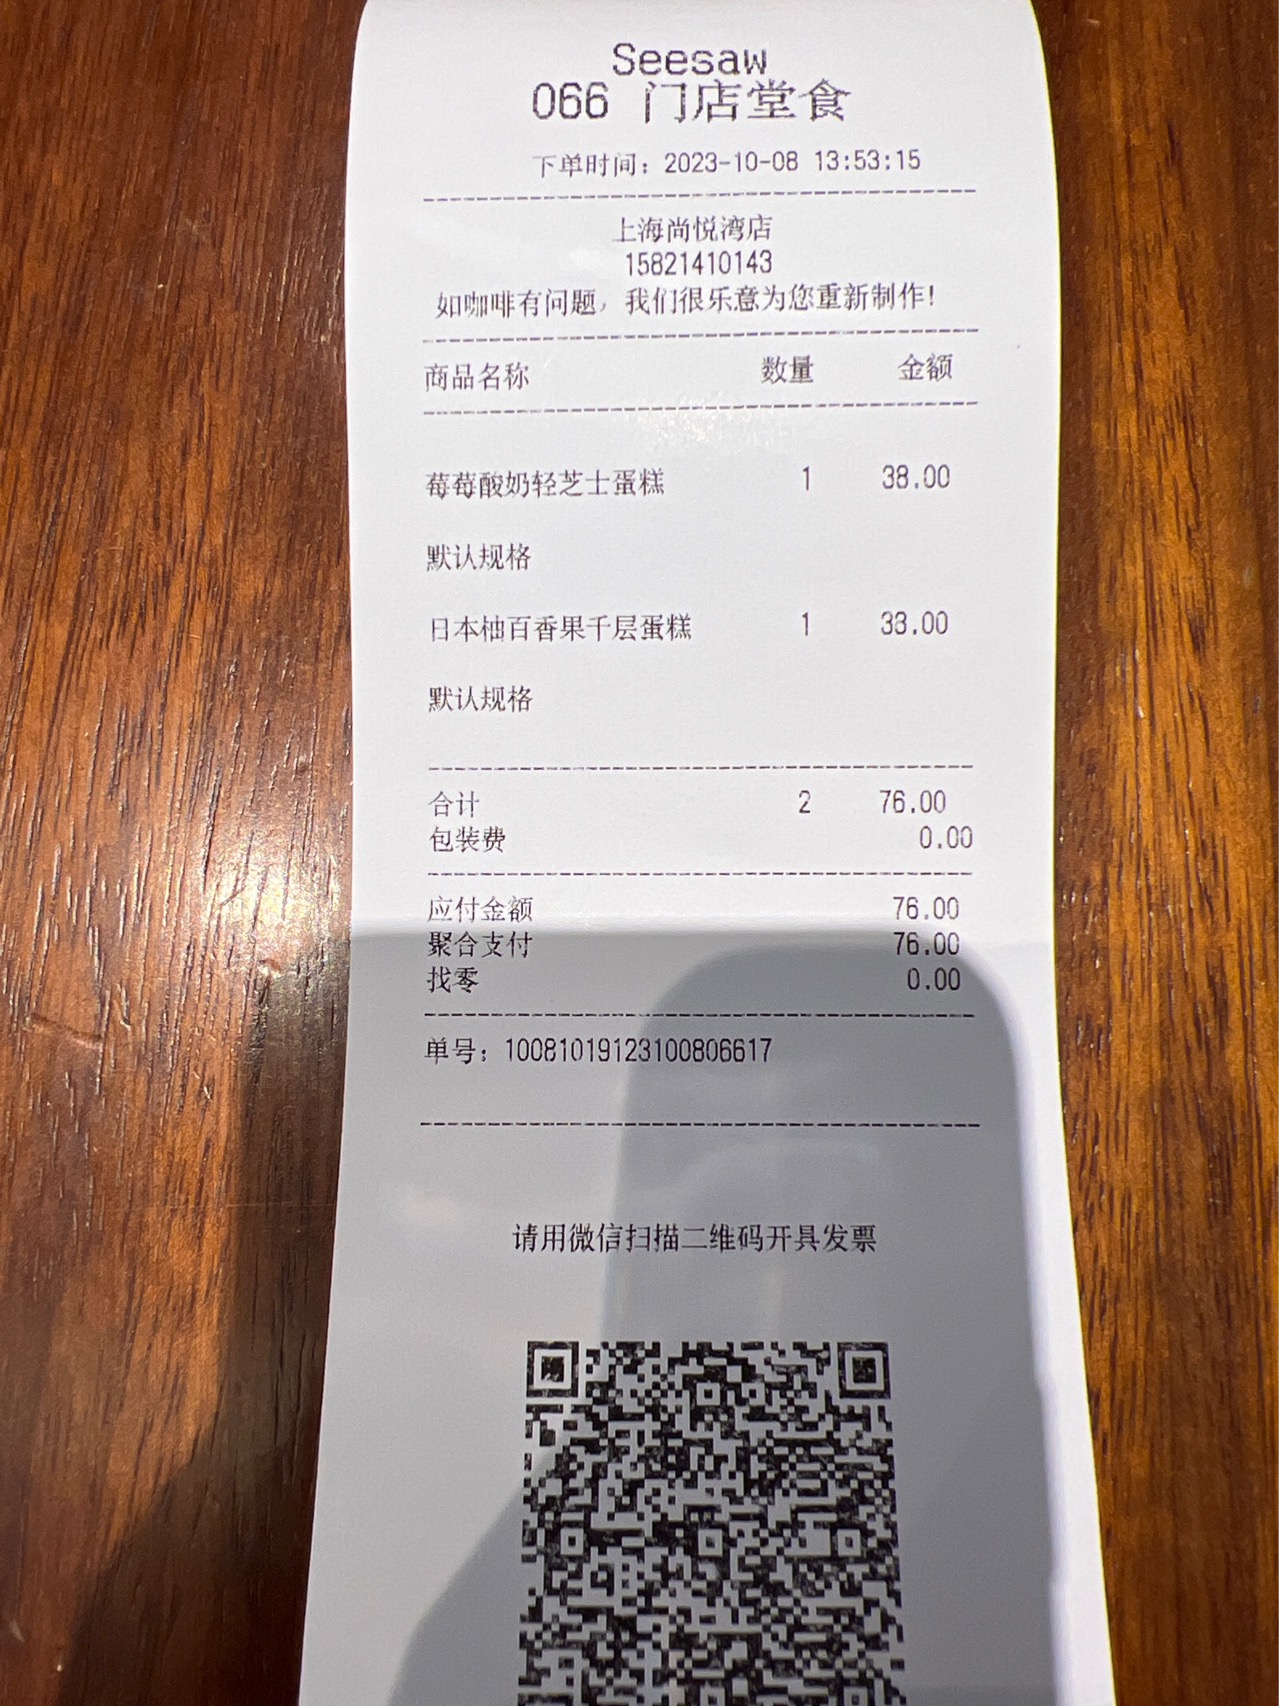 Seesaw
066 门店堂食
下单时间：2023-10-08 13:53:15
上海尚悦湾店
15821410143
如咖啡有问题，我们很乐意为您重新制作！
商品名称 数量 金额
莓莓酸奶轻芝士蛋糕 1 38.00
默认规格
日本柚百香果千层蛋糕 1 38.00
默认规格
合计 2 76.00
包装费 0.00
应付金额 76.00
聚合支付 76.00
找零 0.00
单号：10081019123100806617
请用微信扫描二维码开具发票